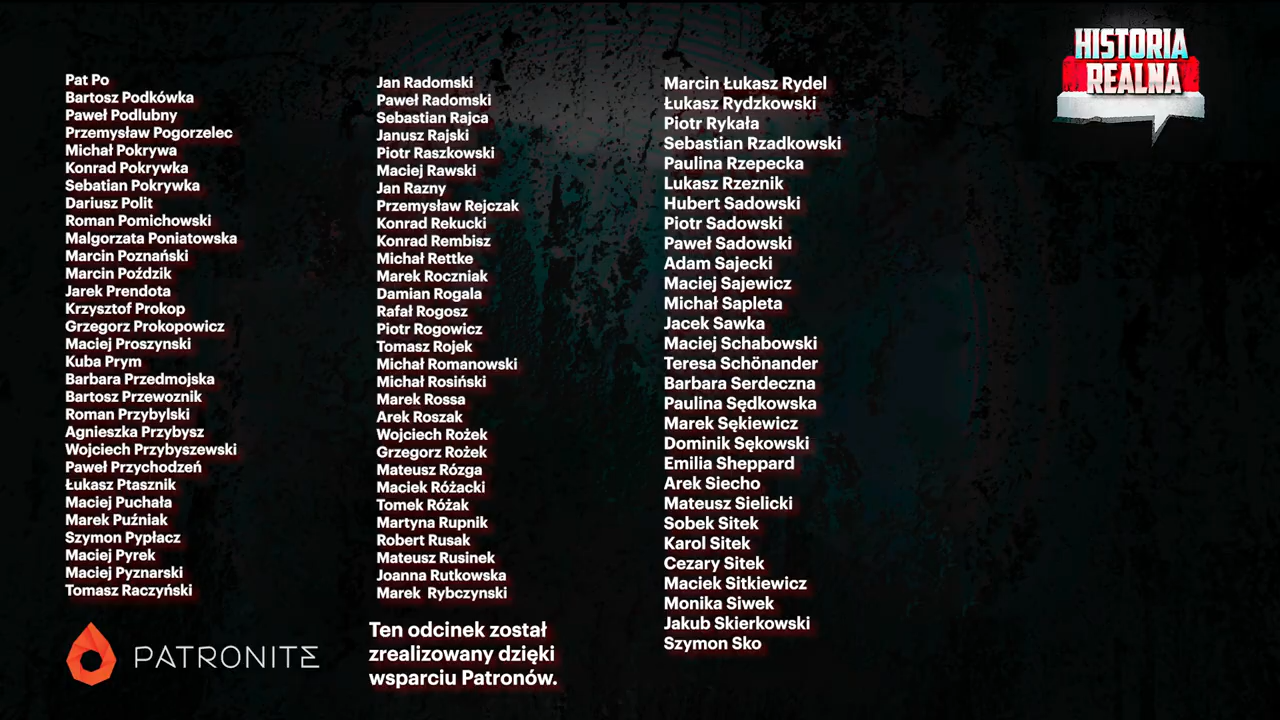 Pat Po
Bartosz Podkówka
Paweł Podlubny
Przemysław Pogorzelec
Michał Pokrywa
Konrad Pokrywka
Sebatian Pokrywka
Dariusz Polit
Roman Pomichowski
Malgorzata Poniatowska
Marcin Poznański
Marcin Poździk
Jarek Prendota
Krzysztof Prokop
Grzegorz Prokopowicz
Maciej Proszynski
Kuba Prym
Barbara Przedmojska
Bartosz Przewoznik
Roman Przybylski
Agnieszka Przybysz
Wojciech Przybyszewski
Paweł Przychodzeń
Łukasz Ptasznik
Maciej Puchała
Marek Puźniak
Szymon Pypłacz
Maciej Pyrek
Maciej Pyznarski
Tomasz Raczyński
PATRONITE
Jan Radomski
Paweł Radomski
Sebastian Rajca
Janusz Rajski
Piotr Raszkowski
Maciej Rawski
Jan Razny
Przemysław Rejczak
Konrad Rekucki
Konrad Rembisz
Michał Rettke
Marek Roczniak
Damian Rogala
Rafał Rogosz
Piotr Rogowicz
Tomasz Rojek
Michał Romanowski
Michał Rosiński
Marek Rossa
Arek Roszak
Wojciech Rożek
Grzegorz Rożek
Mateusz Rózga
Maciek Różacki
Tomek Różak
Martyna Rupnik
Robert Rusak
Mateusz Rusinek
Joanna Rutkowska
Marek  Rybczynski
Ten odcinek został
zrealizowany dzięki
wsparciu Patronów.
Marcin Łukasz Rydel
Łukasz Rydzkowski
Piotr Rykała
Sebastian Rzadkowski
Paulina Rzepecka
Lukasz Rzeznik
Hubert Sadowski
Piotr Sadowski
Paweł Sadowski
Adam Sajecki
Maciej Sajewicz
Michał Sapleta
Jacek Sawka
Maciej Schabowski
Teresa Schönander
Barbara Serdeczna
Paulina Sędkowska
Marek Sękiewicz
Dominik Sękowski
Emilia Sheppard
Arek Siecho
Mateusz Sielicki
Sobek Sitek
Karol Sitek
Cezary Sitek
Maciek Sitkiewicz
Monika Siwek
Jakub Skierkowski
Szymon Sko
HISTORIA
REALNA